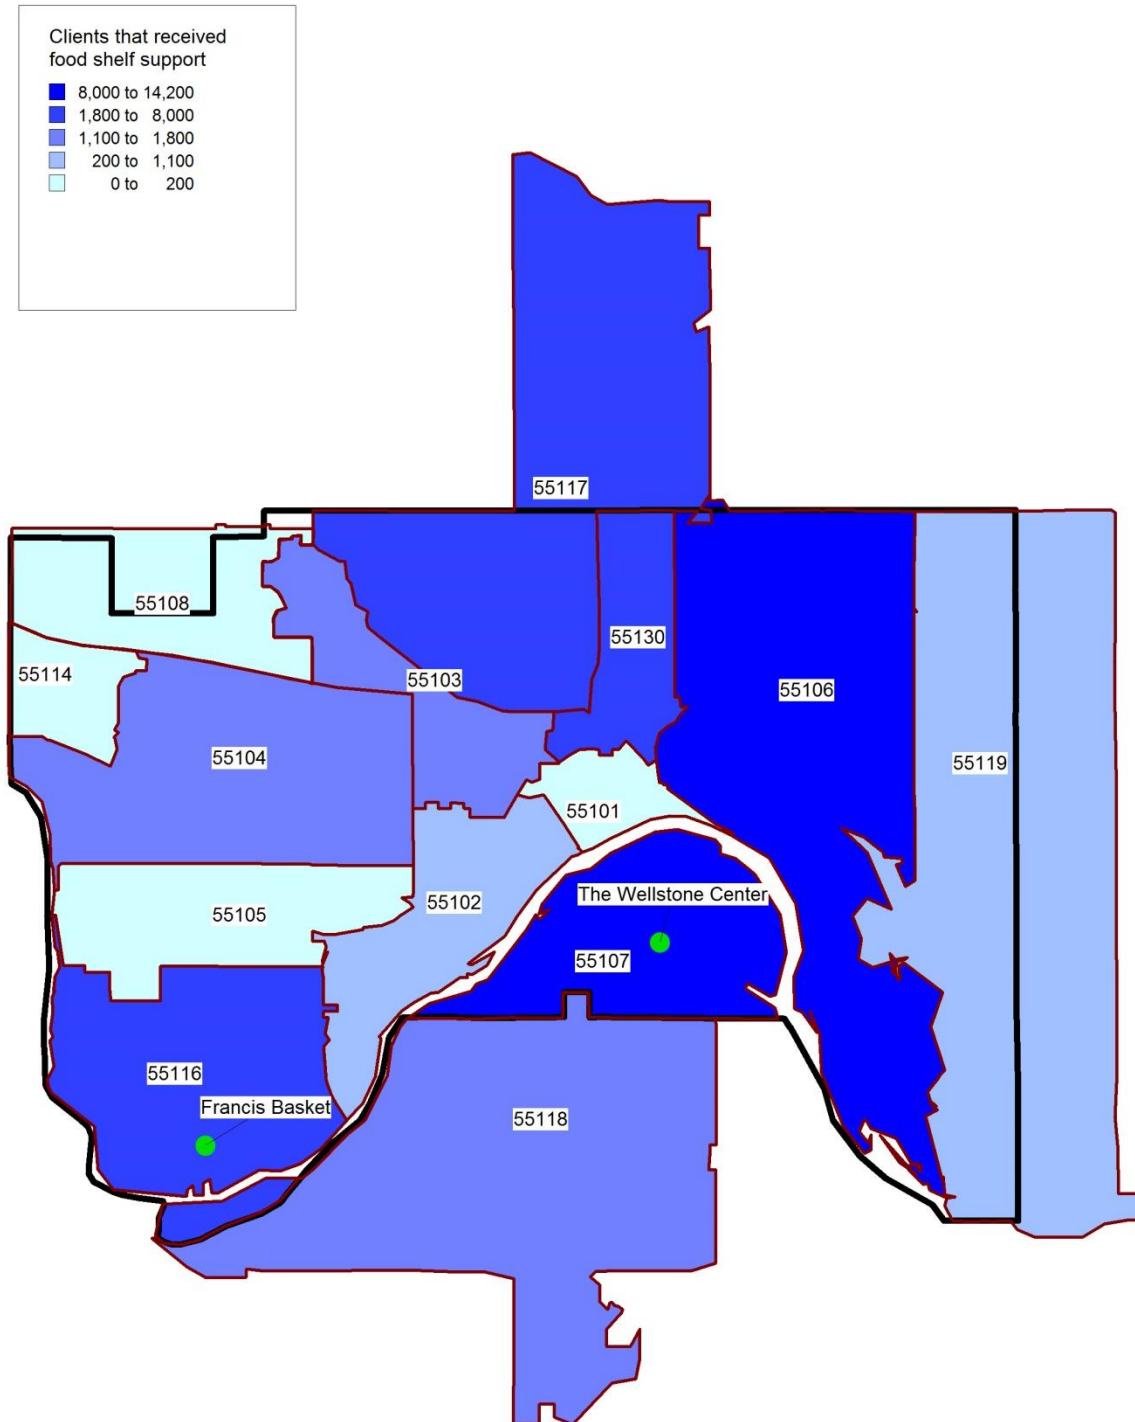 Clients that received
food shelf support
8,000 to 14,200
1,800 to 8,000
1,100 to 1,800
200 to 1,100
0 to 200
55117
55108
55130
55114
55103
55106
55104
55119
55101
The Wellstone Center
55102
55105
55107
55116
Francis Basket
55118